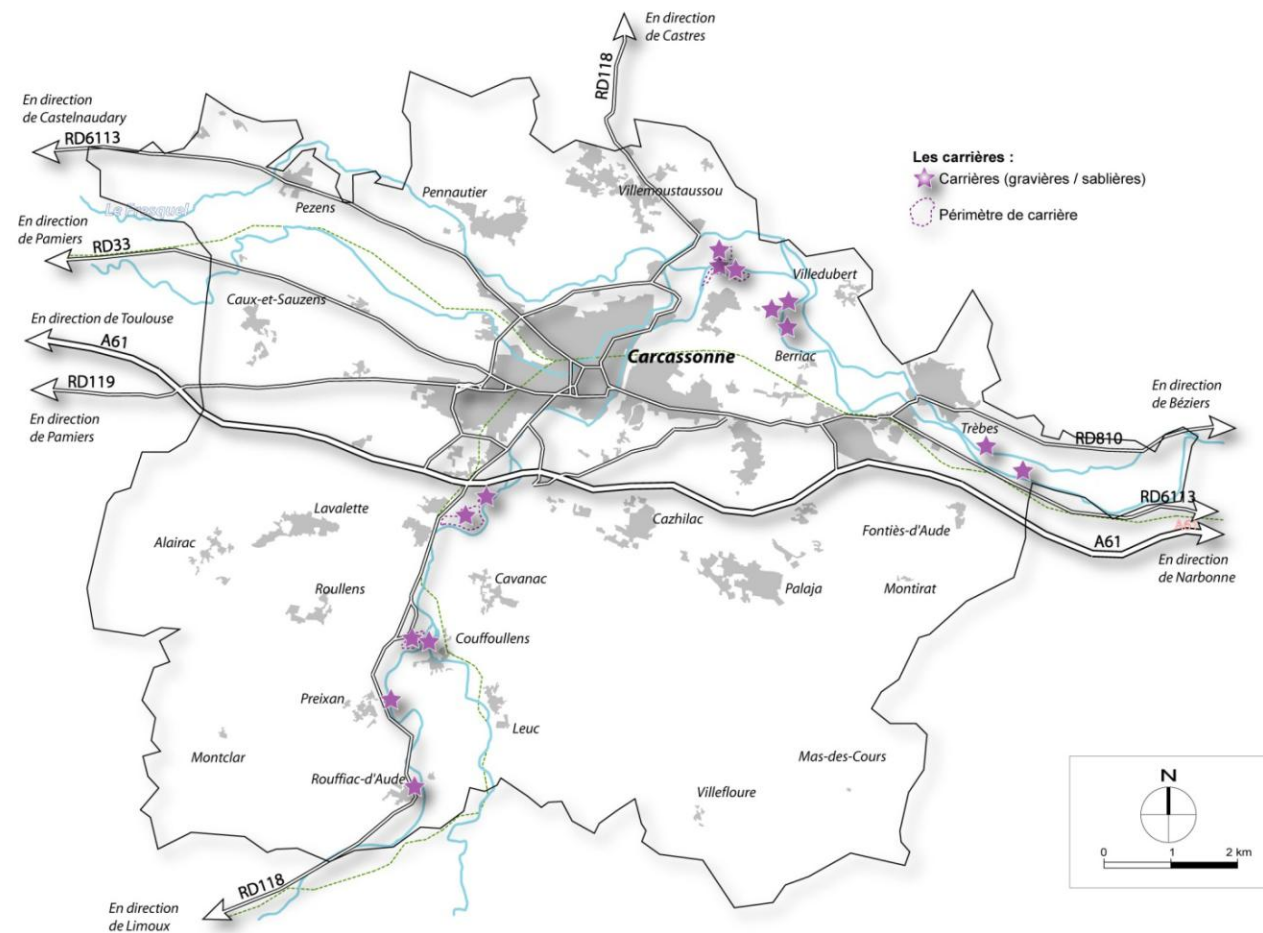 En direction
de Castres
RD118
En direction
de Castelnaudary
RD6113
Les carrières :
Carrières (gravières / sablières)
Périmètre de carrière
Villemoustaussou
Pennautier
Pezens
Le Fresquel
En direction
de Pamiers
RD33
Villedubert
Caux-et-Sauzens
En direction de Toulouse
A61
Carcassonne
Berriac
RD119
En direction
de Pamiers
En direction
de Béziers
Trèbes
RD810
RD6113
Lavalette
Cazhilac
Fontiès-d'Aude
A61
A61
En direction
de Narbonne
Alairac
Roullens
Cavanac
Palaja
Montirat
Couffoullens
Preixan
Leuc
Montclar
Mas-des-Cours
Rouffiac-d'Aude
Villefloure
N
0 1 2 km
RD118
En direction
de Limoux